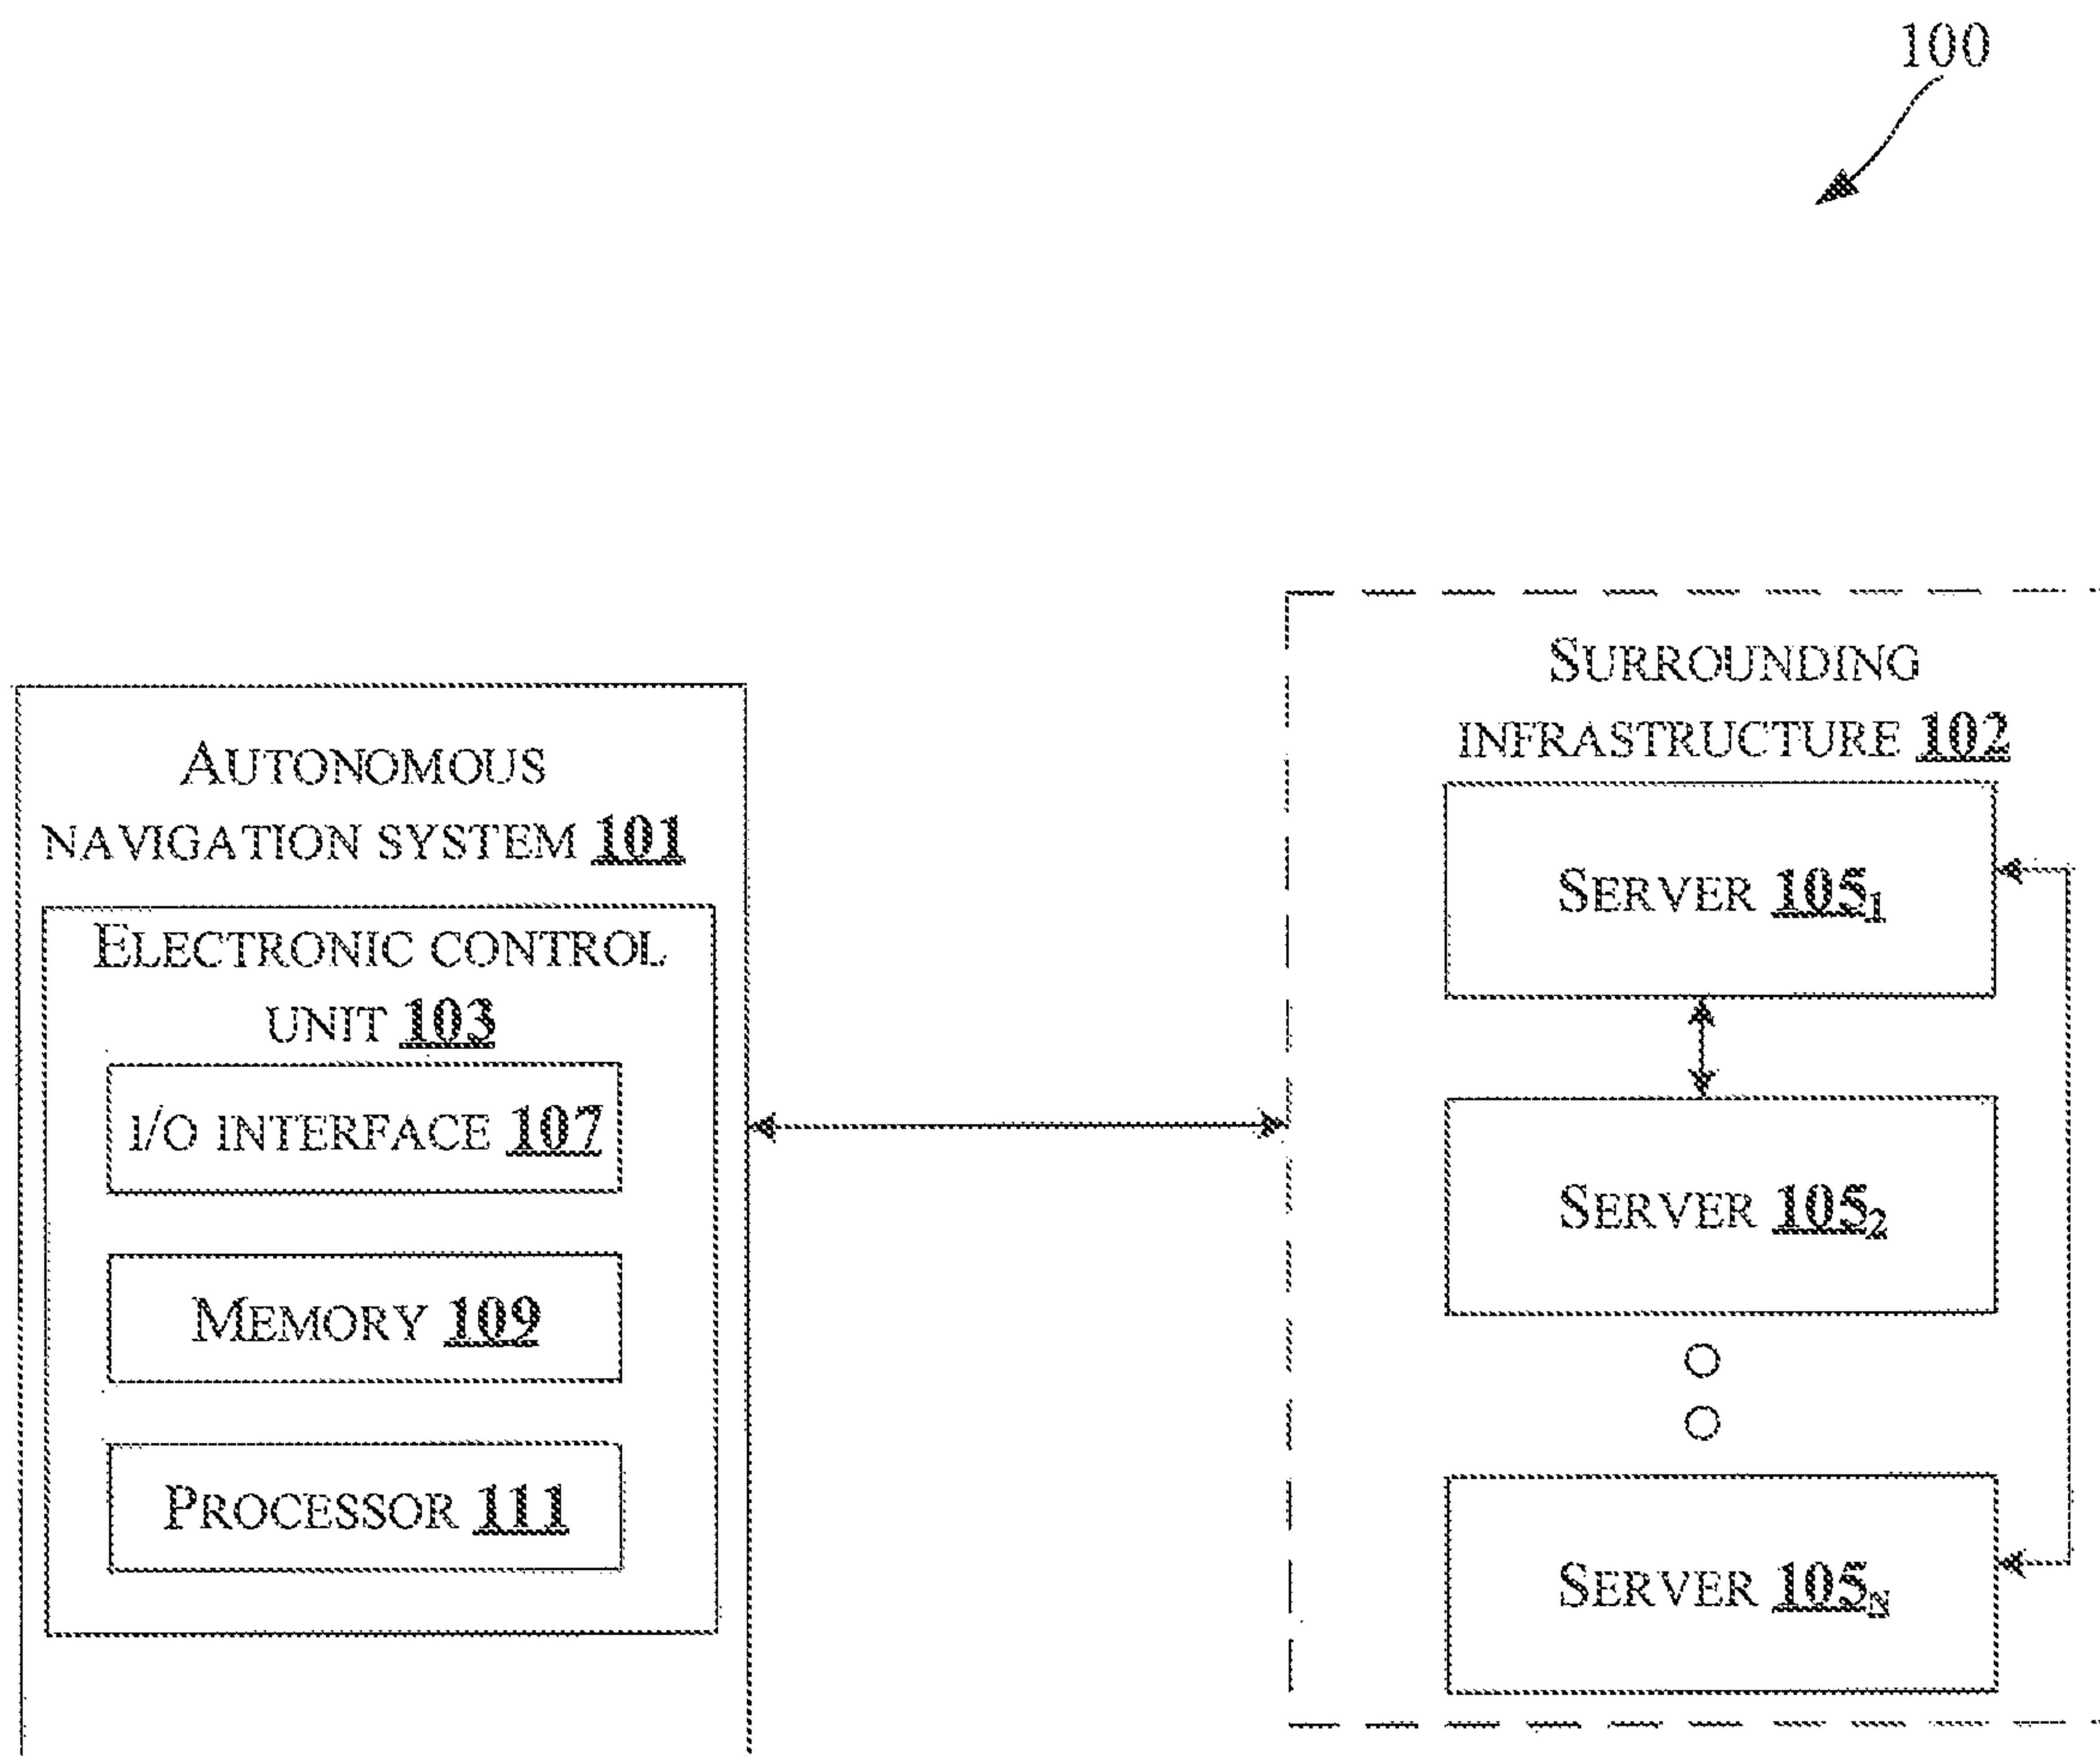 100
SURROUNDING
INFRASTRUCTURE 102
AUTONOMOUS
NAVIGATION SYSTEM 101
SERVER 105₁
ELECTRONIC CONTROL
UNIT 103
I/O INTERFACE 107
SERVER 105₂
MEMORY 109
PROCESSOR 111
SERVER 105N